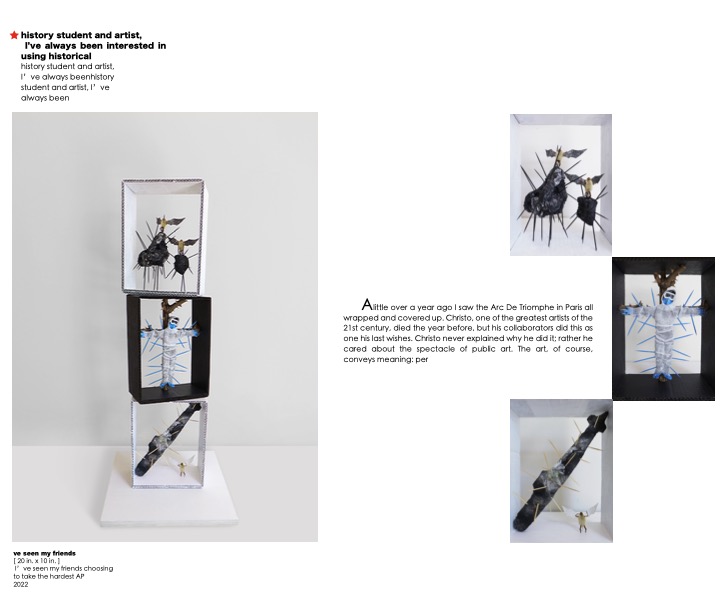 history student and artist,
I've always been interested in
using historical
history student and artist,
I’ve always beenhistory
student and artist, I’ve
always been
A little over a year ago I saw the Arc De Triomphe in Paris all
wrapped and covered up. Christo, one of the greatest artists of the
21st century, died the year before, but his collaborators did this as
one his last wishes. Christo never explained why he did it; rather he
cared about the spectacle of public art. The art, of course,
conveys meaning: per
ve seen my friends
[ 20 in. x 10 in. ]
I’ve seen my friends choosing
to take the hardest AP
2022